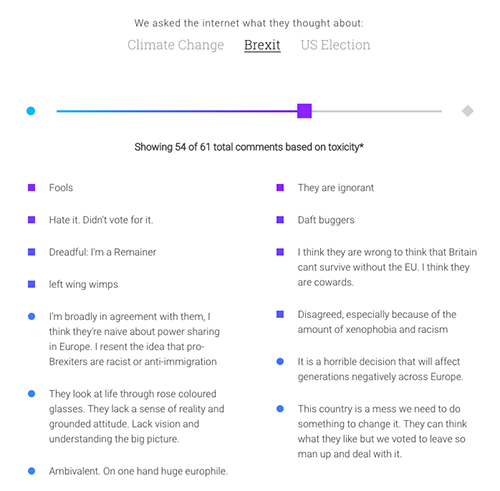 We asked the internet what they thought about:
Climate Change Brexit US Election
Showing 54 of 61 total comments based on toxicity*
Fools
Hate it. Didn't vote for it.
Dreadful: I'm a Remainer
left wing wimps
I'm broadly in agreement with them, I
think they're naive about power sharing
in Europe. I resent the idea that pro-
Brexiters are racist or anti-immigration
They look at life through rose coloured
glasses. They lack a sense of reality and
grounded attitude. Lack vision and
understanding the big picture.
Ambivalent. On one hand huge europhile.
They are ignorant
Daft buggers
I think they are wrong to think that Britain
cant survive without the EU. I think they
are cowards.
Disagreed, especially because of the
amount of xenophobia and racism
It is a horrible decision that will affect
generations negatively across Europe.
This country is a mess we need to do
something to change it. They can think
what they like but we voted to leave so
man up and deal with it.